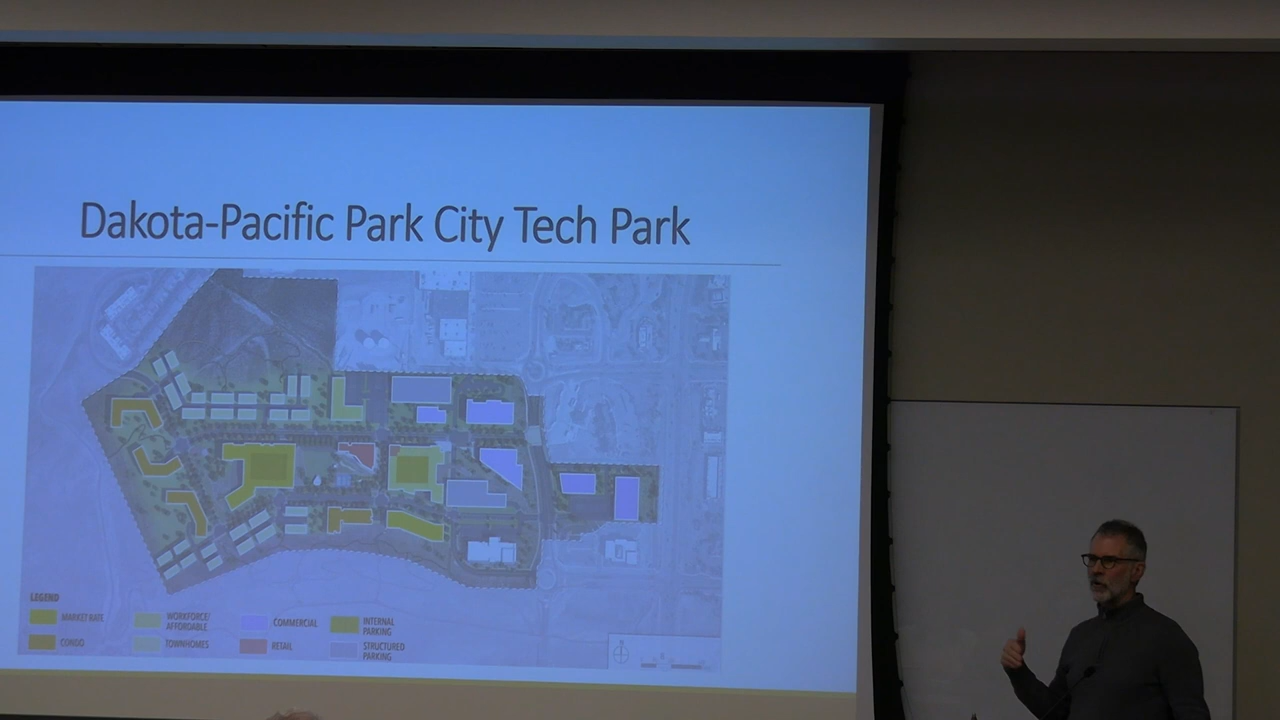 Dakota-Pacific Park City Tech Park
LEGEND
MARKET RATE
CONDO
WORKFORCE/
AFFORDABLE
TOWNHOMES
COMMERCIAL
RETAIL
INTERNAL
PARKING
STRUCTURED
PARKING